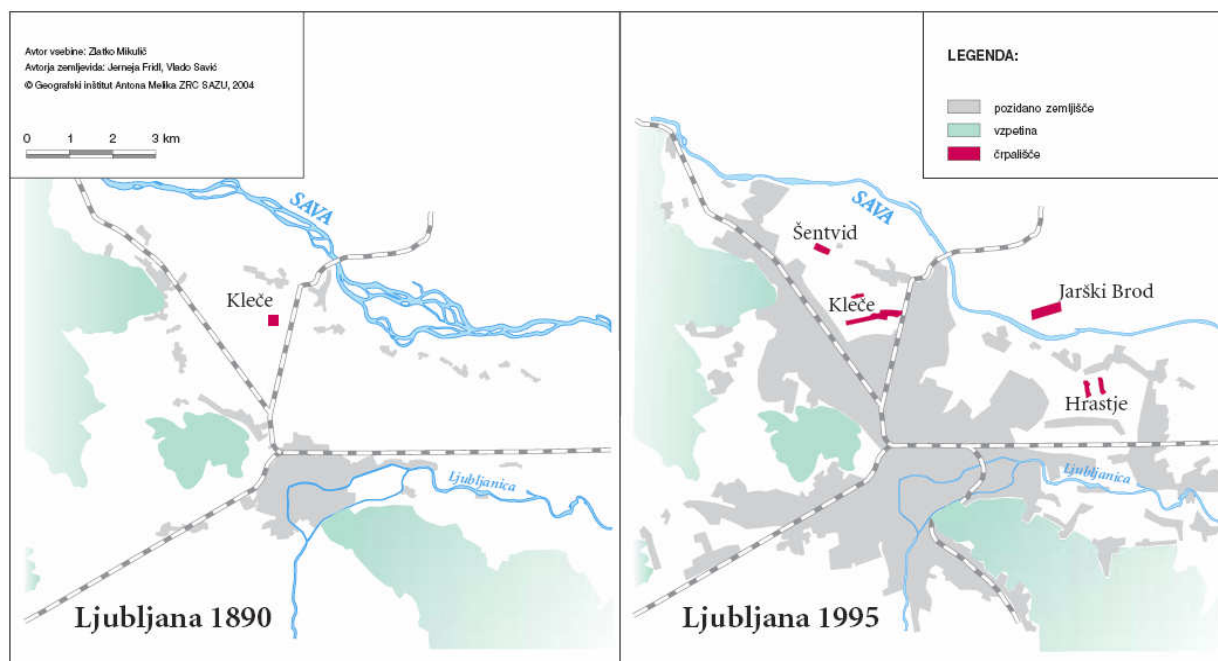 Avtor vsebine: Zlatko Mikulič
Avtorja zemljevida: Jerneja Fridl, Vlado Savić
© Geografski inštitut Antona Melika ZRC SAZU, 2004
0 1 2 3 km
SAVA
Kleče
Ljubljanica
Ljubljana 1890
LEGENDA:
pozidano zemljišče
vzpetina
črpališče
SAVA
Šentvid
Kleče
Jarški Brod
Hrastje
Ljubljanica
Ljubljana 1995